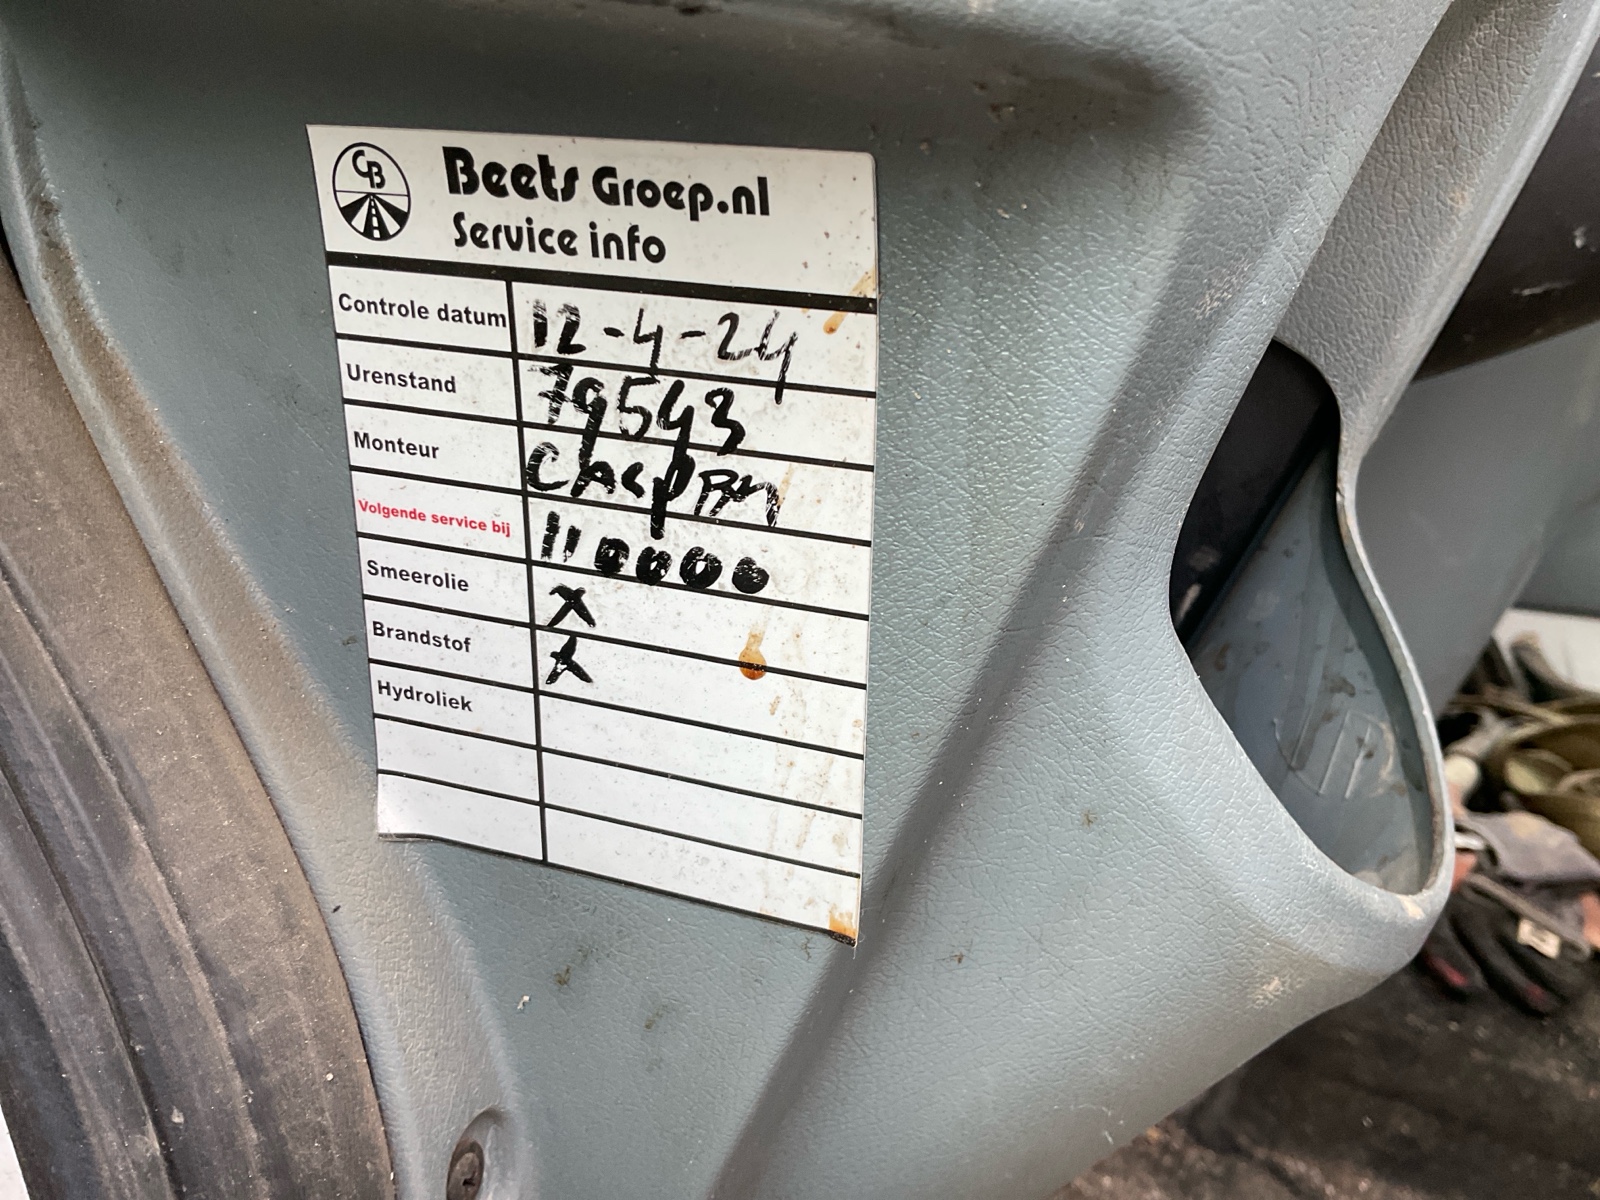 CB
Beets Groep.nl
Service info
Controle datum 12-4-24
Urenstand 79543
Monteur
Volgende service bij 110000
Smeerolie X
Brandstof X
Hydroliek